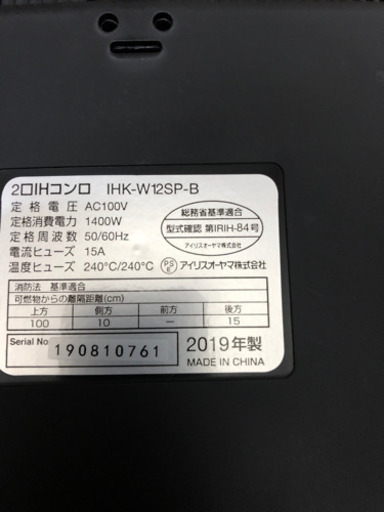 2口IHコンロ IHK-W12SP-B
定格電圧 AC100V
定格消費電力 1400W
定格周波数 50/60Hz
電流ヒューズ 15A
温度ヒューズ 240℃/240℃
総務省基準適合
型式確認 第IRIH-84号
アイリスオーヤマ株式会社
PS E アイリスオーヤマ株式会社
消防法 基準適合
可燃物からの離隔距離(cm)
上方 側方 前方 後方
100 10 － 15
Serial No 190810761
2019年製
MADE IN CHINA